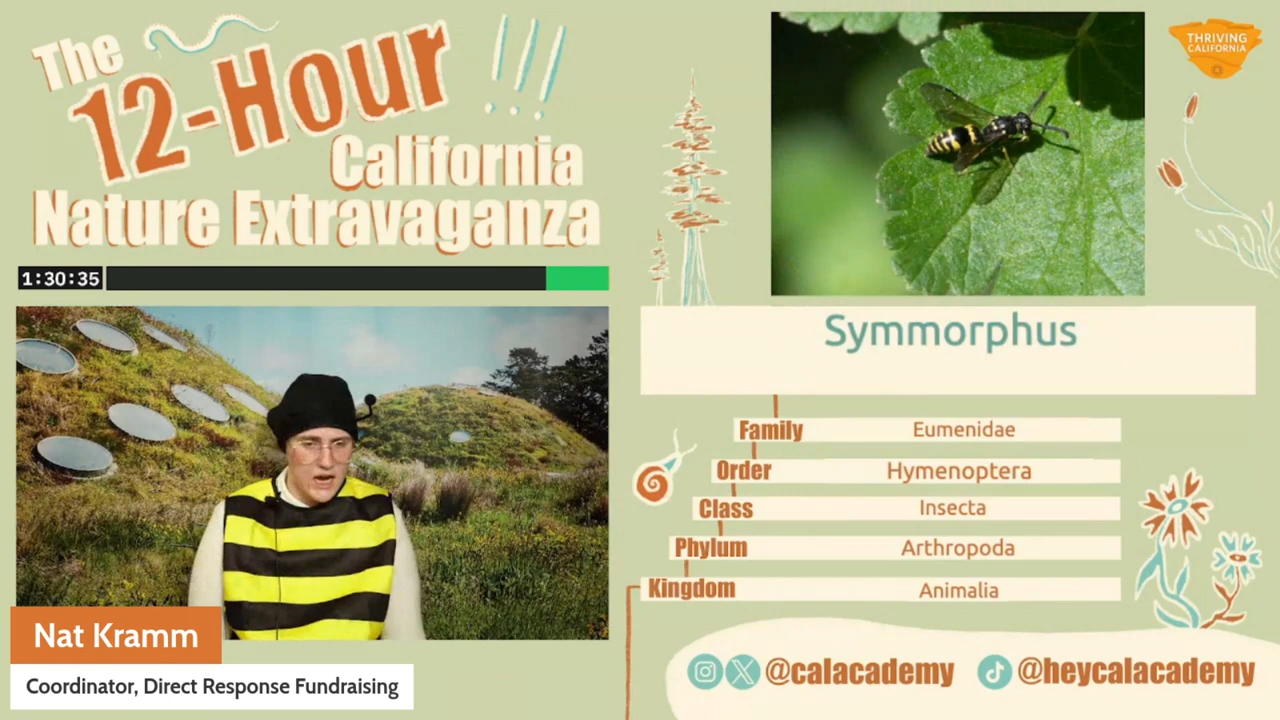 The
12-Hour
!!!
California
Nature Extravaganza
1:30:35
THRIVING
CALIFORNIA
Symmorphus
Family Eumenidae
Order Hymenoptera
Class Insecta
Phylum Arthropoda
Kingdom Animalia
Nat Kramm
Coordinator, Direct Response Fundraising
@calacademy @heycalacademy